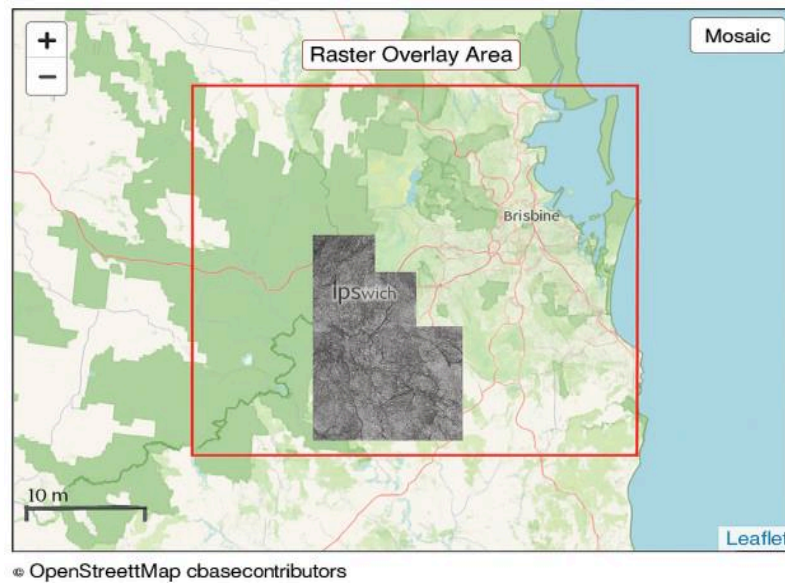 +
Mosaic
Raster Overlay Area
−
Brisbine
Ipswich
10 m
Leaflet
© OpenStreettMap cbasecontributors